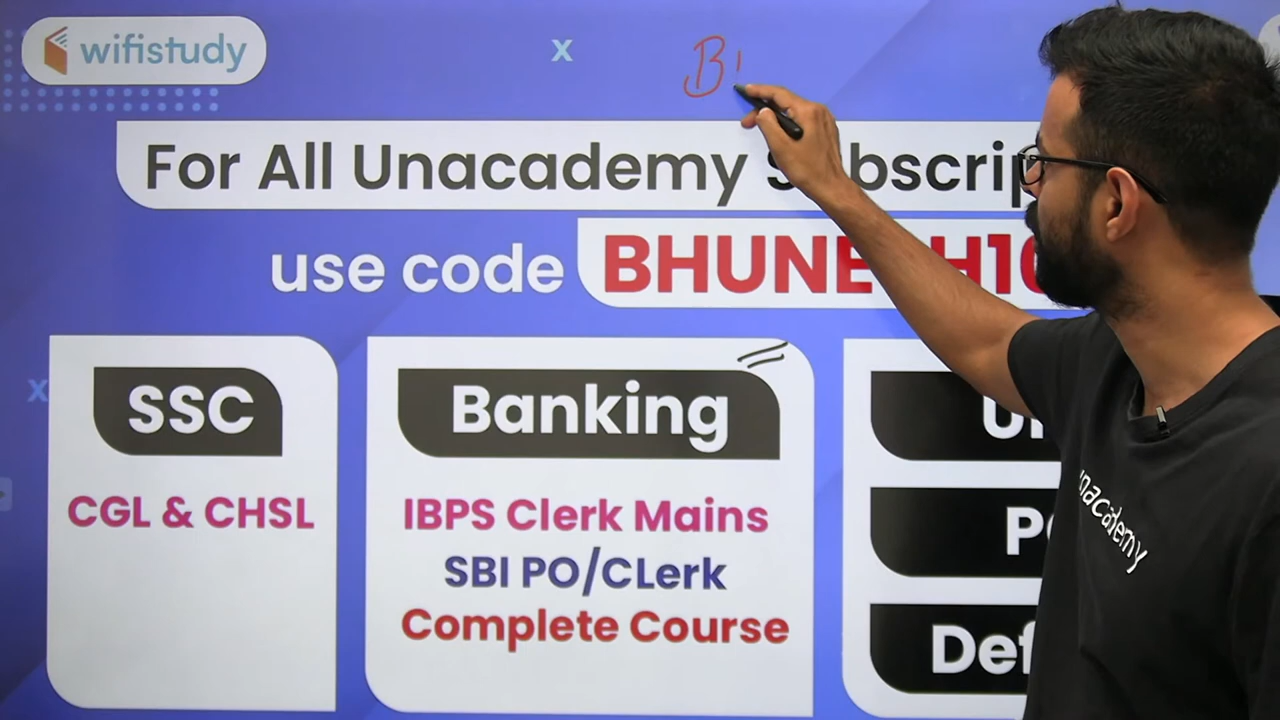 wifistudy
B
For All Unacademy
use code
SSC
Banking
CGL & CHSL
IBPS Clerk Mains
SBI PO/CLerk
Complete Course
unacademy